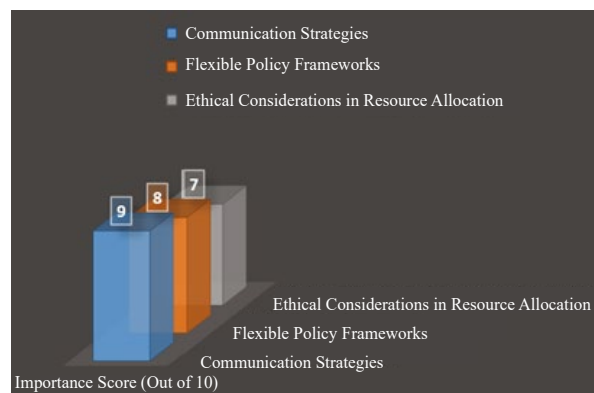 Communication Strategies
Flexible Policy Frameworks
Ethical Considerations in Resource Allocation
7
8
9
Ethical Considerations in Resource Allocation
Flexible Policy Frameworks
Communication Strategies
Importance Score (Out of 10)